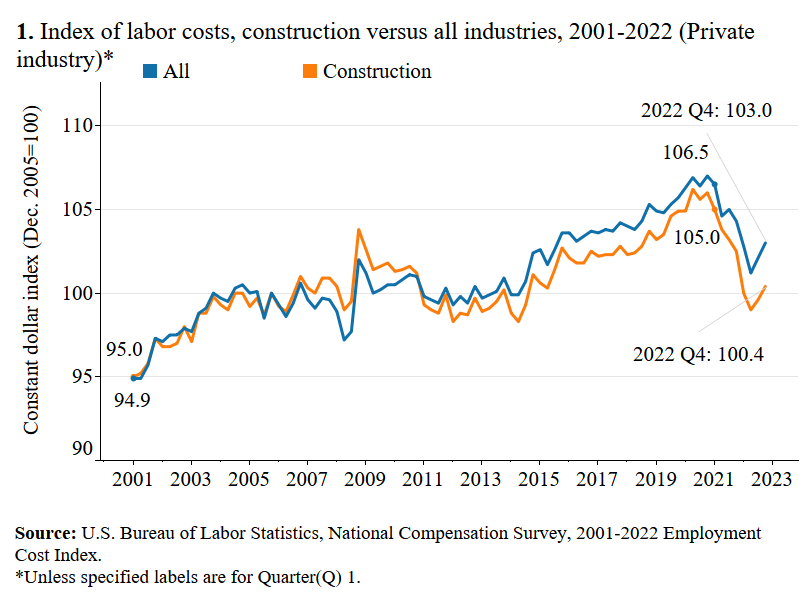 1. Index of labor costs, construction versus all industries, 2001-2022 (Private
industry)*
All
Construction
Constant dollar index (Dec. 2005=100)
110
105
100
95
90
2022 Q4: 103.0
106.5
105.0
2022 Q4: 100.4
95.0
94.9
2001 2003 2005 2007 2009 2011 2013 2015 2017 2019 2021 2023
Source: U.S. Bureau of Labor Statistics, National Compensation Survey, 2001-2022 Employment
Cost Index.
*Unless specified labels are for Quarter(Q) 1.